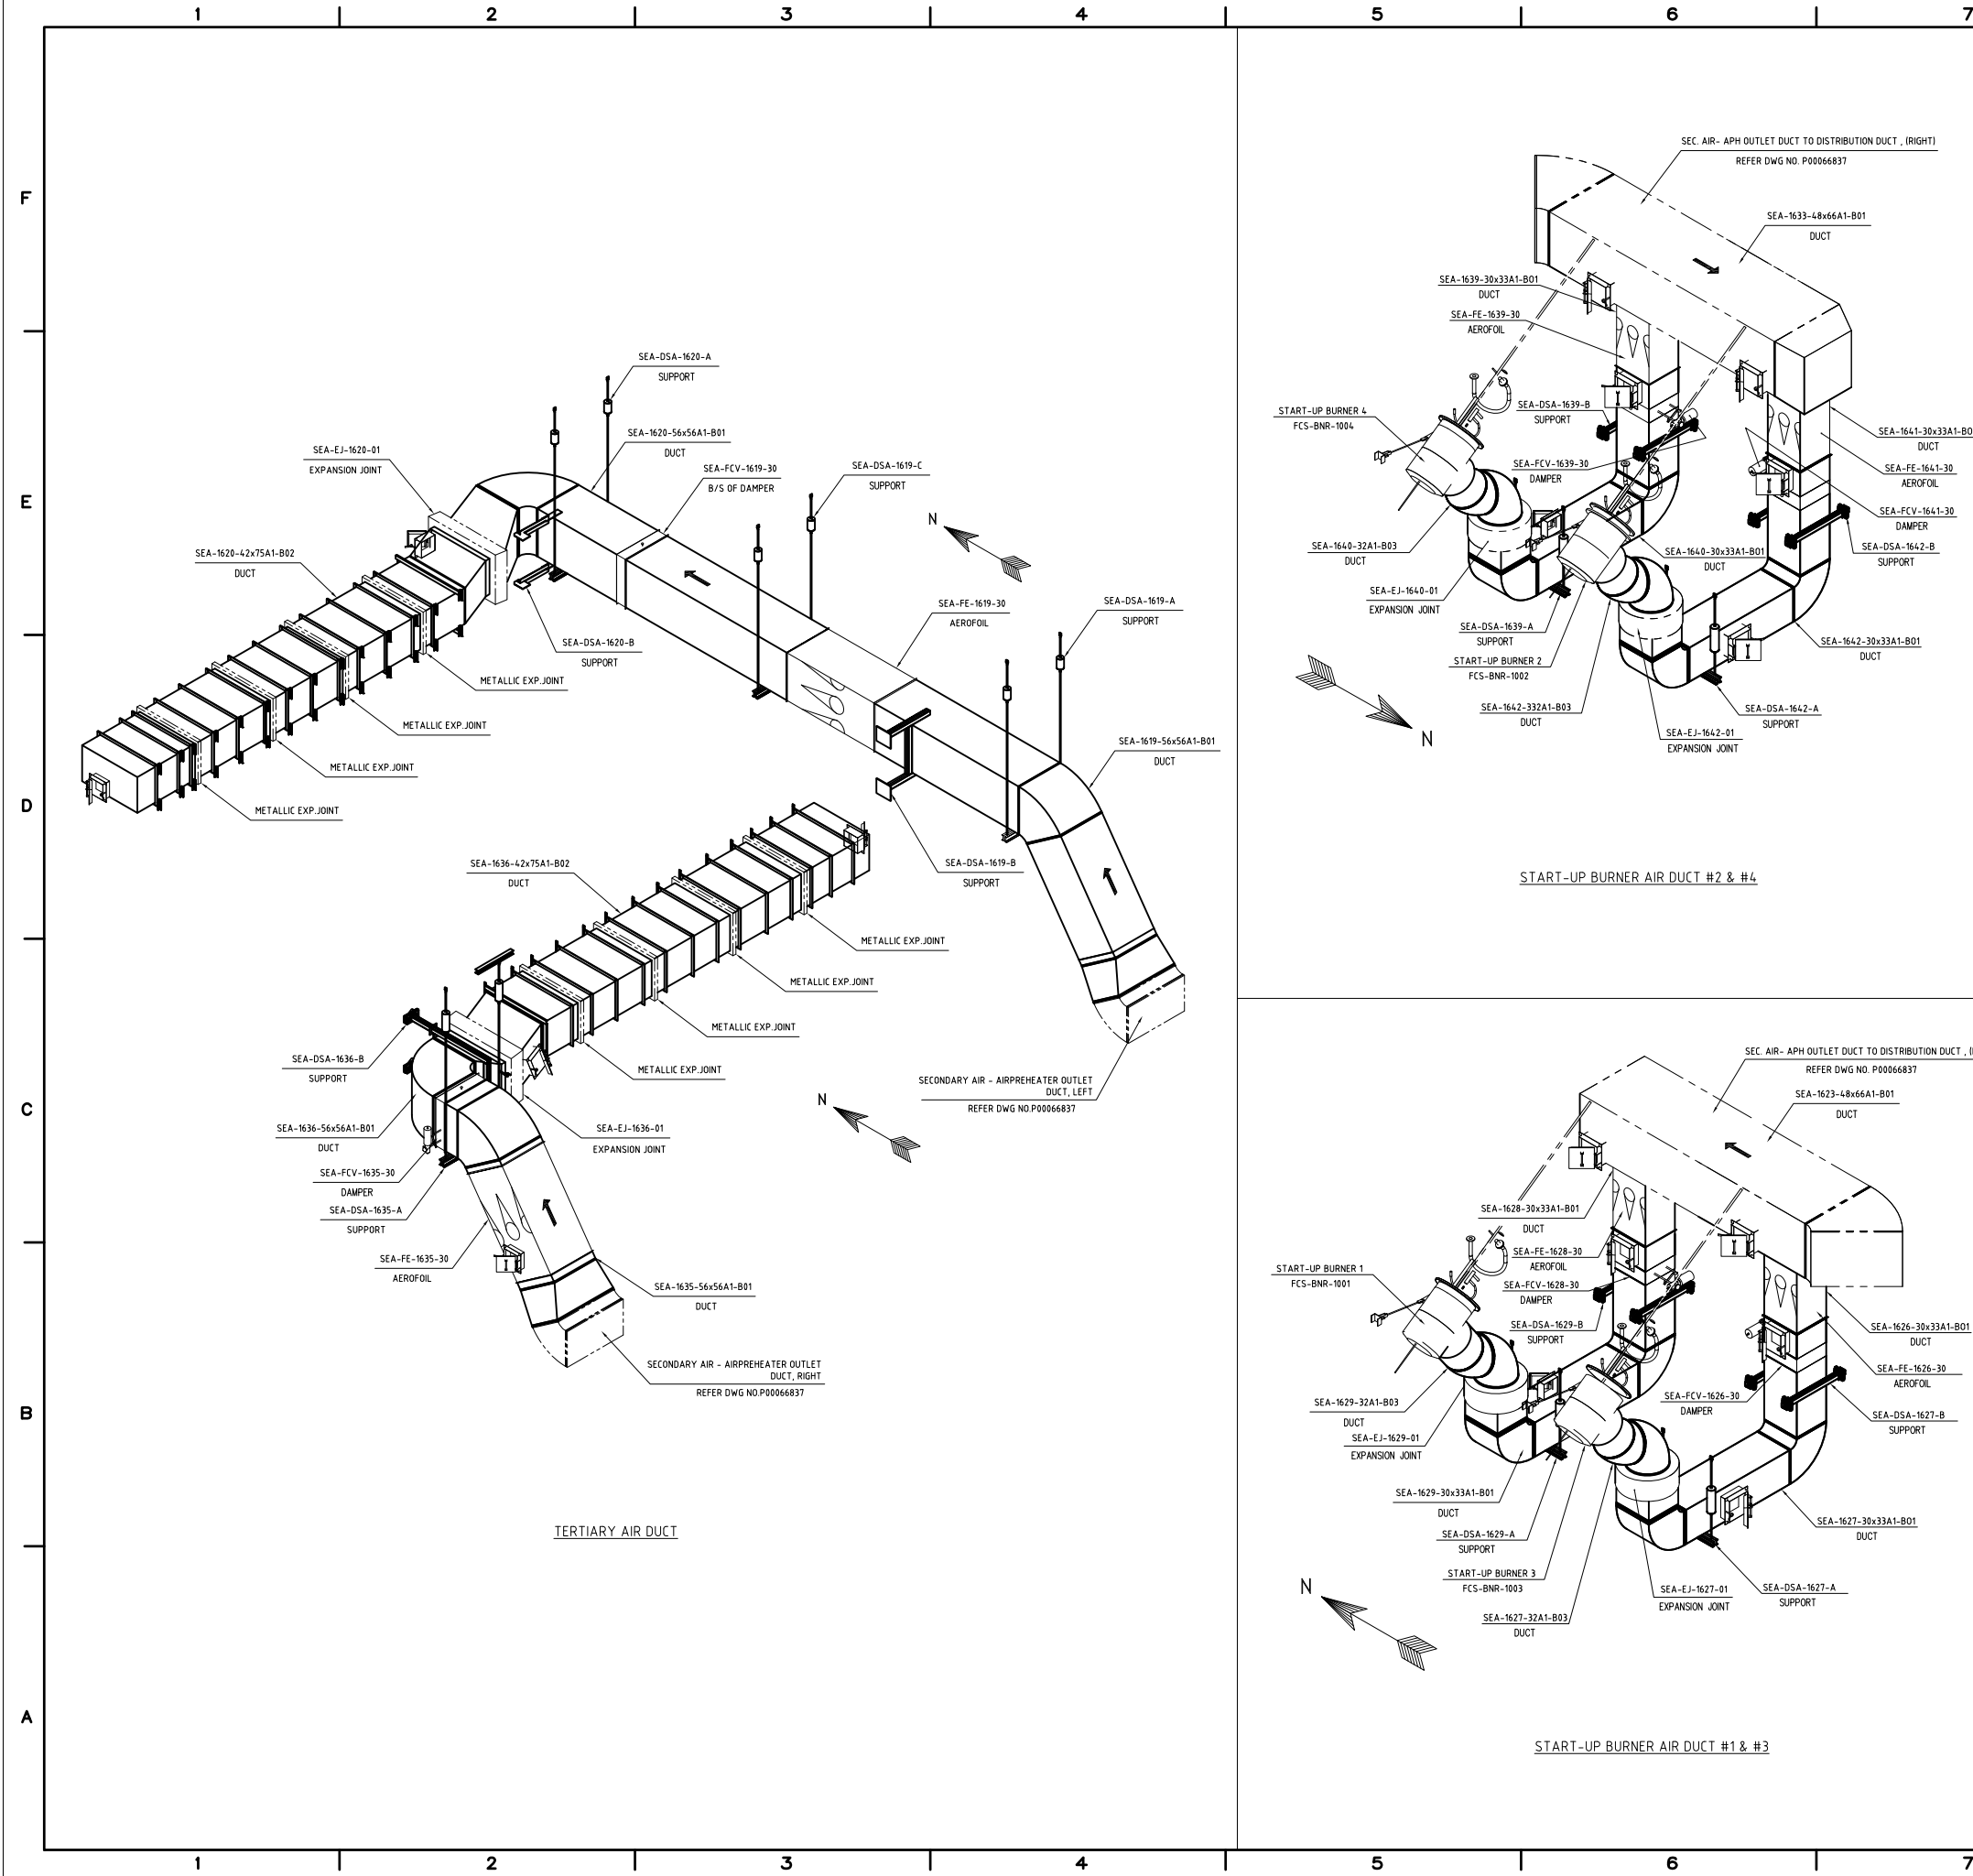 1 2 3 4 5 6 7
F
E
D
C
B
A
SEA-DSA-1620-A
SUPPORT
SEA-EJ-1620-01
EXPANSION JOINT
SEA-1620-56x56A1-B01
DUCT
SEA-FCV-1619-30
B/S OF DAMPER
SEA-DSA-1619-C
SUPPORT
N
SEA-1620-42x75A1-B02
DUCT
SEA-DSA-1620-B
SUPPORT
SEA-FE-1619-30
AEROFOIL
SEA-DSA-1619-A
SUPPORT
METALLIC EXP.JOINT
METALLIC EXP.JOINT
METALLIC EXP.JOINT
METALLIC EXP.JOINT
SEA-1619-56x56A1-B01
DUCT
SEA-DSA-1619-B
SUPPORT
SEA-1636-42x75A1-B02
DUCT
METALLIC EXP.JOINT
METALLIC EXP.JOINT
METALLIC EXP.JOINT
METALLIC EXP.JOINT
SEA-DSA-1636-B
SUPPORT
SECONDARY AIR - AIRPREHEATER OUTLET
DUCT, LEFT
REFER DWG NO.P00066837
N
SEA-1636-56x56A1-B01
DUCT
SEA-EJ-1636-01
EXPANSION JOINT
SEA-FCV-1635-30
DAMPER
SEA-DSA-1635-A
SUPPORT
SEA-FE-1635-30
AEROFOIL
SEA-1635-56x56A1-B01
DUCT
SECONDARY AIR - AIRPREHEATER OUTLET
DUCT, RIGHT
REFER DWG NO.P00066837
TERTIARY AIR DUCT
SEC. AIR- APH OUTLET DUCT TO DISTRIBUTION DUCT , (RIGHT)
REFER DWG NO. P00066837
SEA-1633-48x66A1-B01
DUCT
SEA-1639-30x33A1-B01
DUCT
SEA-FE-1639-30
AEROFOIL
START-UP BURNER 4
FCS-BNR-1004
SEA-DSA-1639-B
SUPPORT
SEA-1641-30x33A1-B0
DUCT
SEA-FCV-1639-30
DAMPER
SEA-FE-1641-30
AEROFOIL
SEA-FCV-1641-30
DAMPER
SEA-1640-32A1-B03
DUCT
SEA-1640-30x33A1-B01
DUCT
SEA-DSA-1642-B
SUPPORT
SEA-EJ-1640-01
EXPANSION JOINT
SEA-DSA-1639-A
SUPPORT
SEA-1642-30x33A1-B01
DUCT
START-UP BURNER 2
FCS-BNR-1002
SEA-1642-332A1-B03
DUCT
SEA-DSA-1642-A
SUPPORT
SEA-EJ-1642-01
EXPANSION JOINT
N
START-UP BURNER AIR DUCT #2 & #4
SEC. AIR- APH OUTLET DUCT TO DISTRIBUTION DUCT , (
REFER DWG NO. P00066837
SEA-1623-48x66A1-B01
DUCT
SEA-1628-30x33A1-B01
DUCT
SEA-FE-1628-30
AEROFOIL
START-UP BURNER 1
FCS-BNR-1001
SEA-FCV-1628-30
DAMPER
SEA-DSA-1629-B
SUPPORT
SEA-1626-30x33A1-B01
DUCT
SEA-FE-1626-30
AEROFOIL
SEA-1629-32A1-B03
DUCT
SEA-FCV-1626-30
DAMPER
SEA-DSA-1627-B
SUPPORT
SEA-EJ-1629-01
EXPANSION JOINT
SEA-1629-30x33A1-B01
DUCT
SEA-1627-30x33A1-B01
DUCT
SEA-DSA-1629-A
SUPPORT
START-UP BURNER 3
FCS-BNR-1003
SEA-EJ-1627-01
EXPANSION JOINT
SEA-DSA-1627-A
SUPPORT
SEA-1627-32A1-B03
DUCT
N
START-UP BURNER AIR DUCT #1 & #3
1 2 3 4 5 6 7